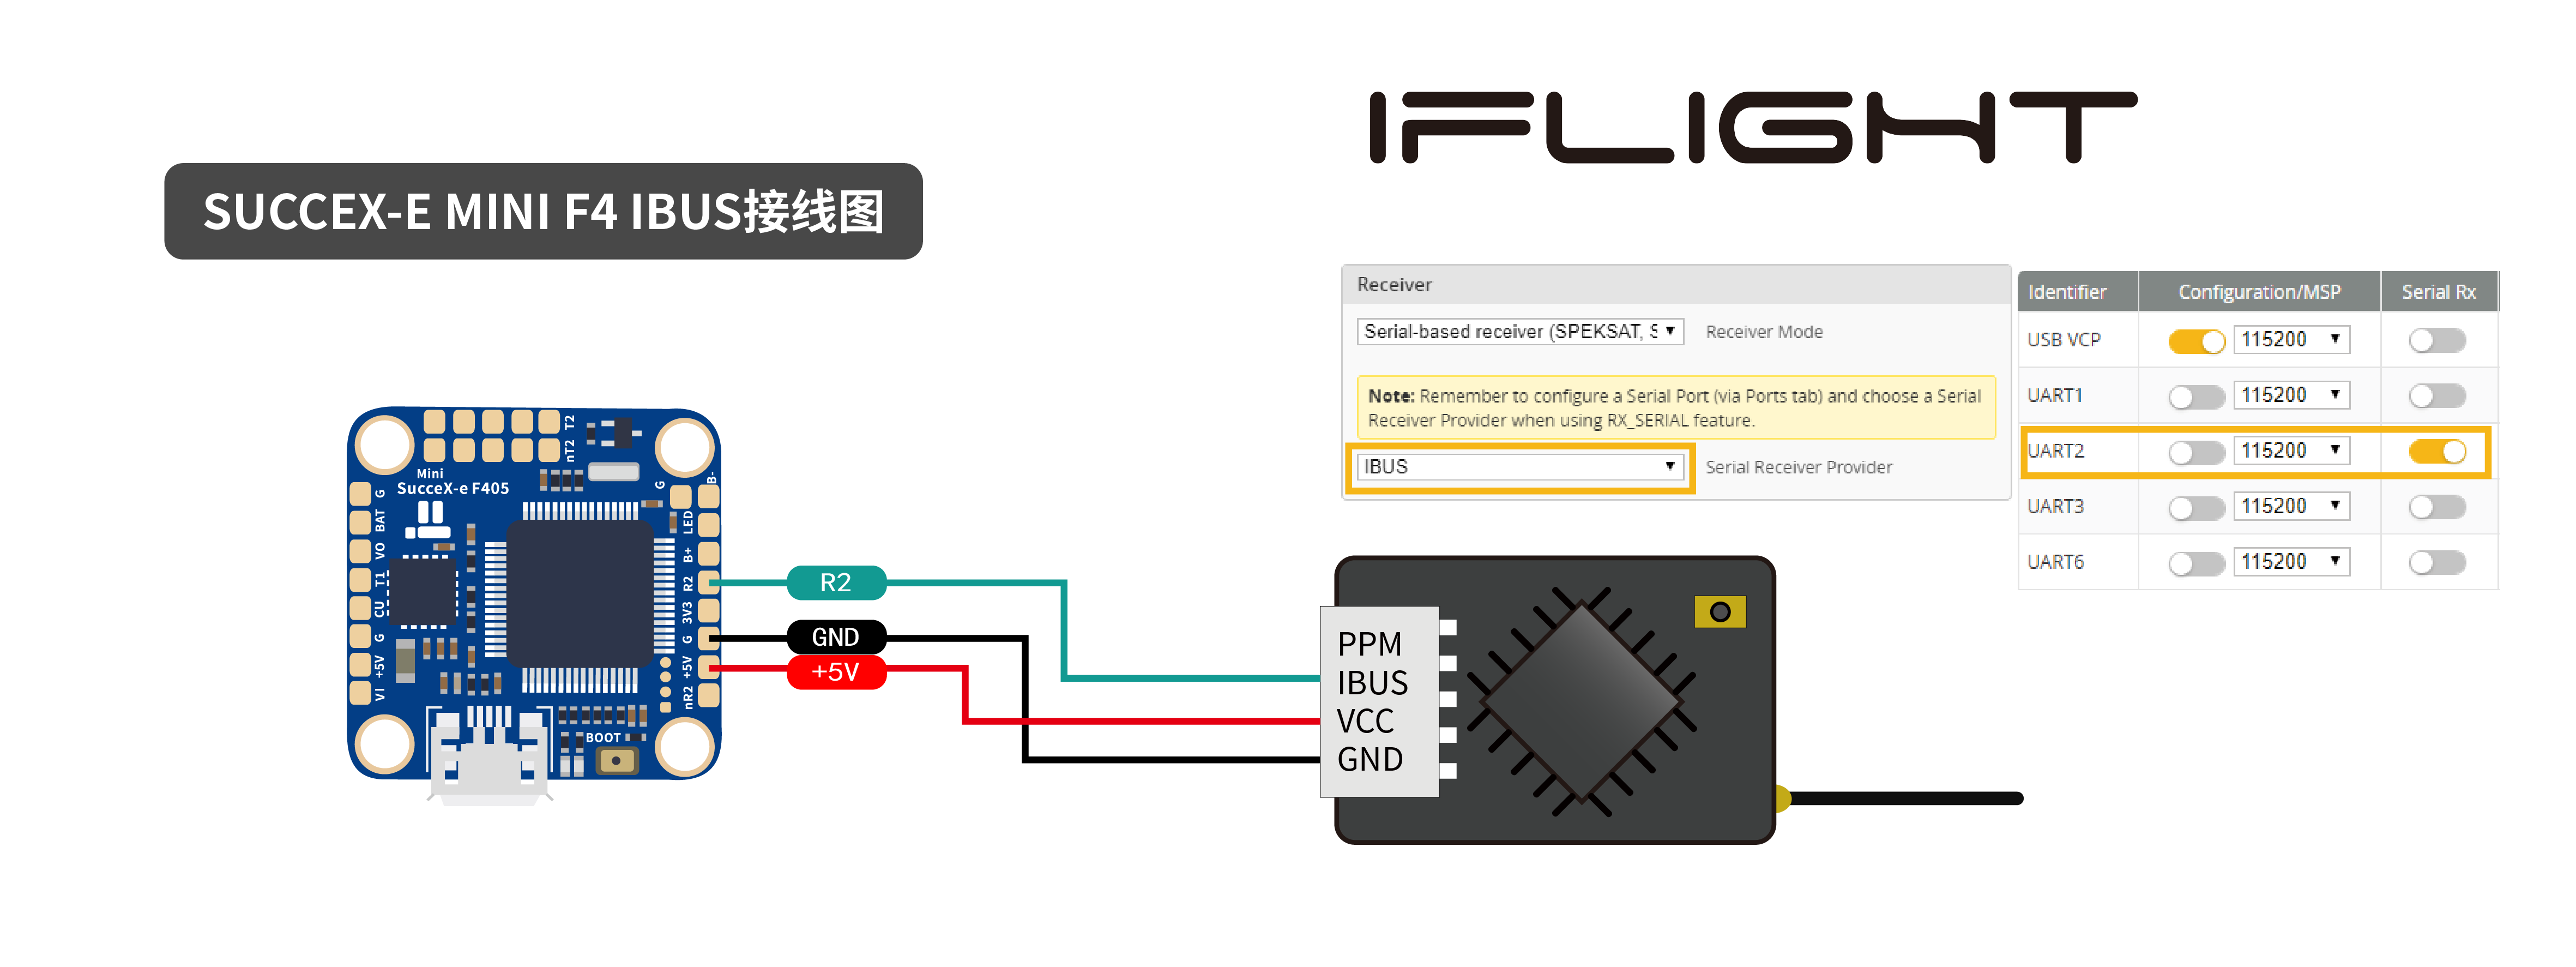 IFLIGHT
SUCCEX-E MINI F4 IBUS接线图
Receiver
Serial-based receiver (SPEKSAT, S
Receiver Mode
Note: Remember to configure a Serial Port (via Ports tab) and choose a Serial
Receiver Provider when using RX_SERIAL feature.
IBUS
Serial Receiver Provider
Identifier Configuration/MSP Serial Rx
USB VCP 115200
UART1 115200
UART2 115200
UART3 115200
UART6 115200
T2
nT2
Mini
SucceX-e F405
G
BAT
VO
T1
CU
G
+5V
VI
G
B-
LED
B+
R2
3V3
G
+5V
nR2
BOOT
R2
GND
+5V
PPM
IBUS
VCC
GND